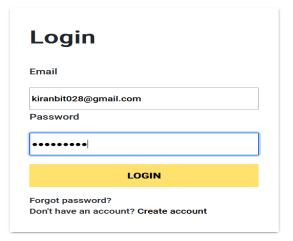 Login
Email
kiranbit028@gmail.com
Password
•••••••••
LOGIN
Forgot password?
Don't have an account? Create account